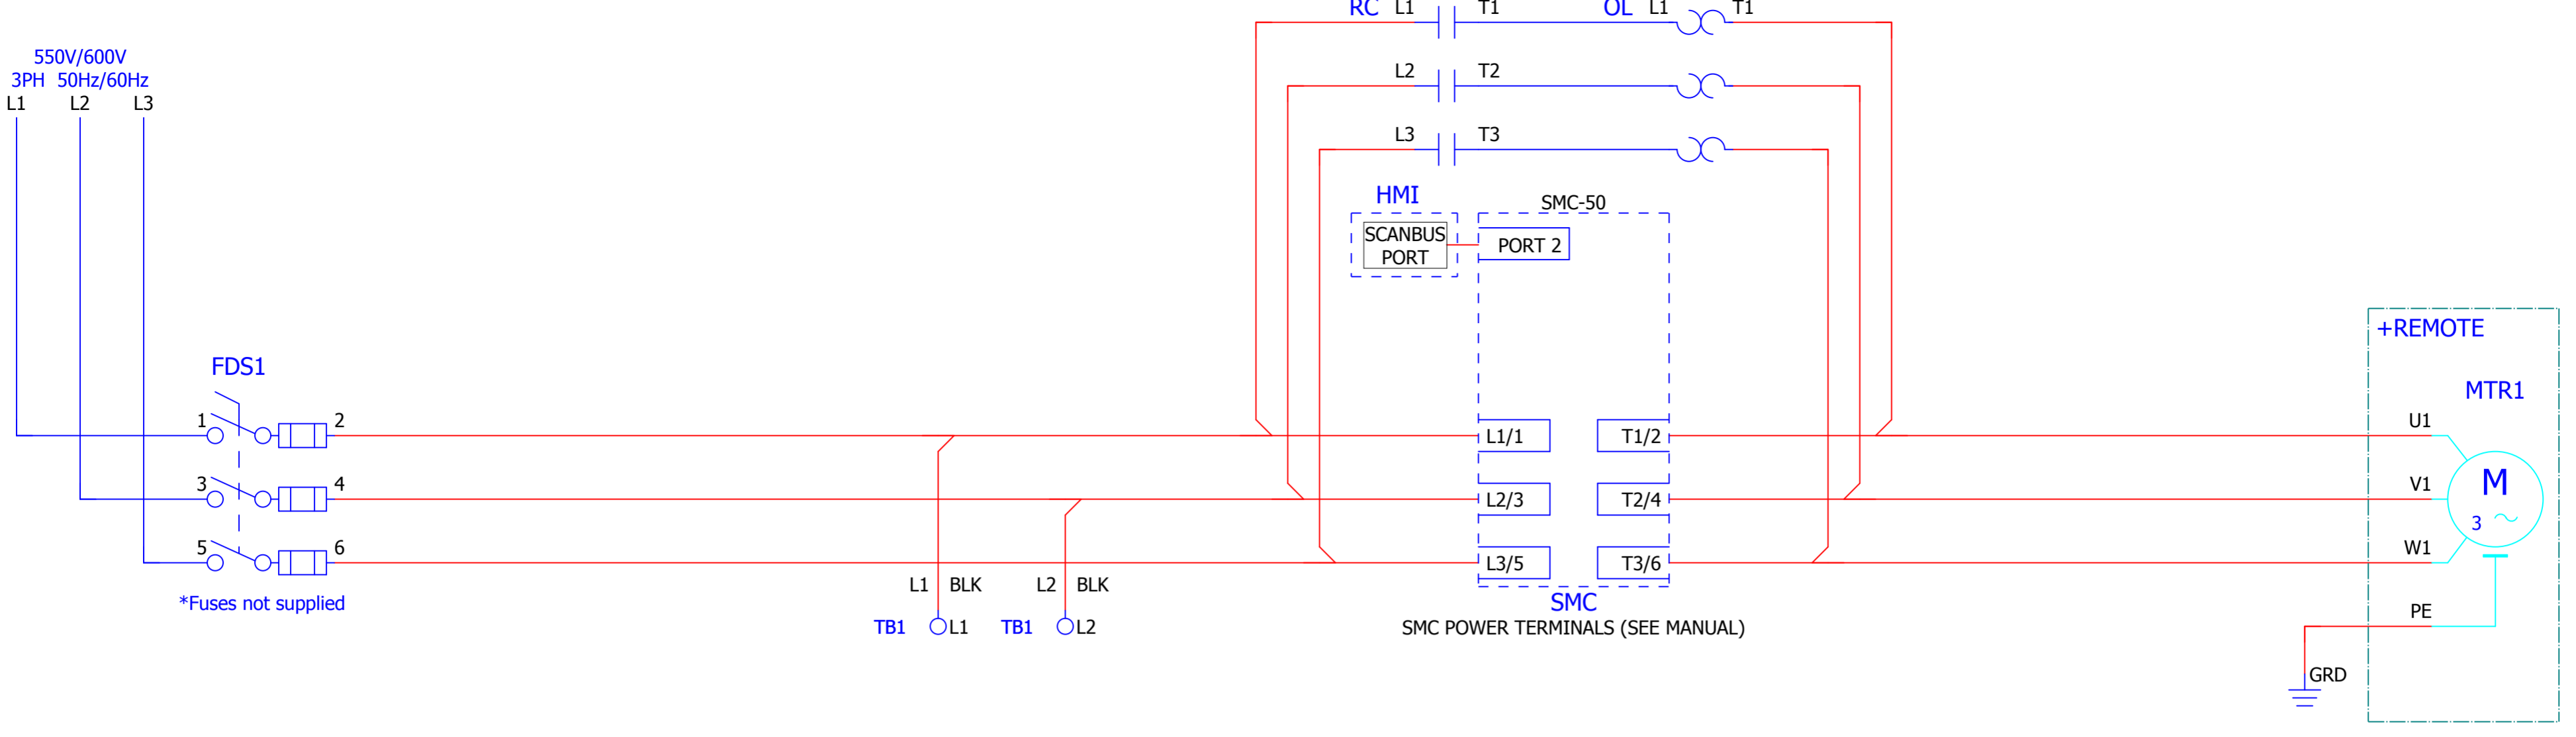 RC L1 T1 OL L1 T1
550V/600V
3PH 50Hz/60Hz
L1 L2 L3
L2 T2
L3 T3
HMI
SMC-50
SCANBUS
PORT
PORT 2
+REMOTE
FDS1
MTR1
1 2 L1/1 T1/2 U1
3 4 L2/3 T2/4 V1
M
3
5 6 L3/5 T3/6 W1
L1 BLK L2 BLK
*Fuses not supplied
SMC
PE
TB1 L1 TB1 L2
SMC POWER TERMINALS (SEE MANUAL)
GRD